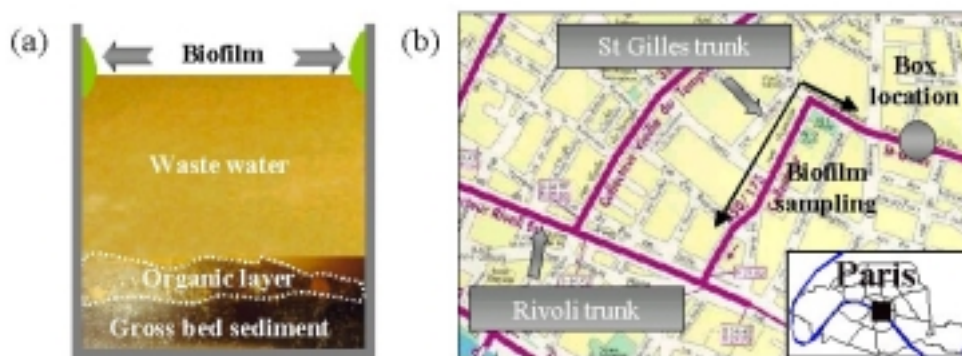 (a)
Biofilm
Waste water
Organic layer
Gross bed sediment
(b)
St Gilles trunk
Box
location
Biofilm
sampling
Rivoli trunk
Paris